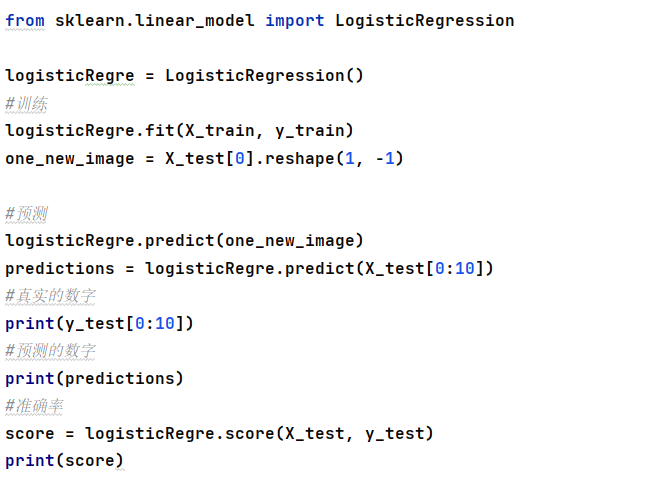 from sklearn.linear_model import LogisticRegression
logisticRegre = LogisticRegression()
#训练
logisticRegre.fit(X_train, y_train)
one_new_image = X_test[0].reshape(1, -1)
#预测
logisticRegre.predict(one_new_image)
predictions = logisticRegre.predict(X_test[0:10])
#真实的数字
print(y_test[0:10])
#预测的数字
print(predictions)
#准确率
score = logisticRegre.score(X_test, y_test)
print(score)